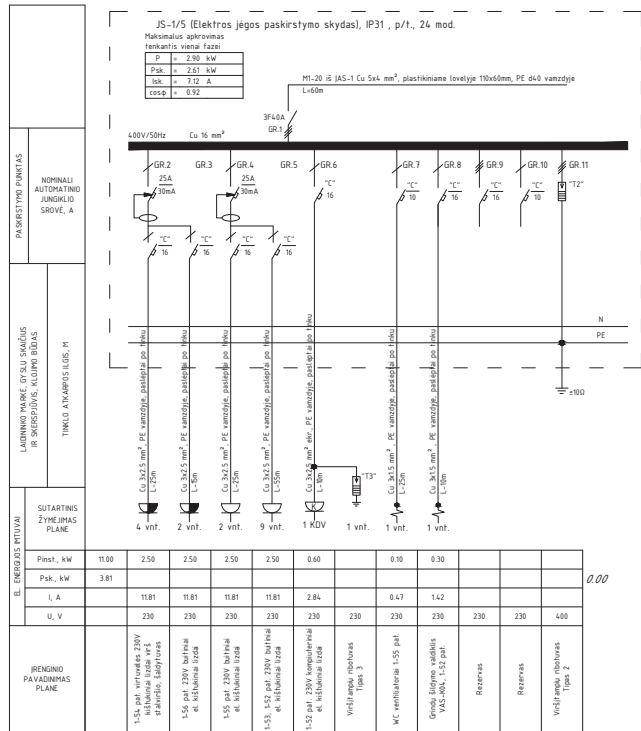 JS-1/5 (Elektros jėgos paskirstymo skydas), IP31 , p/t., 24 mod.
Maksimalus apkrovimas
tenkantis vienai fazei
P = 2.90 kW
Psk. = 2.61 kW
Isk. = 7.12 A
cosφ = 0.92
M1-20 iš ĮAS-1 Cu 5x4 mm², plastikiniame lovelyje 110x60mm, PE d40 vamzdyje
L=60m
3F40A
GR.1
400V/50Hz Cu 16 mm²
PASKIRSTYMO PUNKTAS
NOMINALI
AUTOMATINIO
JUNGIKLIO
SROVĖ, A
GR.2 GR.3 GR.4 GR.5 GR.6 GR.7 GR.8 GR.9 GR.10 GR.11
25A
30mA
25A
30mA
"C"
16
"C"
10
"C"
16
"C"
16
"C"
10
"T2"
"C"
16
"C"
16
"C"
16
"C"
16
N
PE
±10Ω
LAIDININKO MARKĖ, GYSLŲ SKAIČIUS
IR SKERSPJŪVIS, KLOJIMO BŪDAS
TINKLO ATKARPOS ILGIS, M
Cu 3x2.5 mm², PE vamzdyje, paslėptai po tinku
L-25m
Cu 3x2.5 mm², PE vamzdyje, paslėptai po tinku
L-15m
Cu 3x2.5 mm², PE vamzdyje, paslėptai po tinku
L-25m
Cu 3x2.5 mm², PE vamzdyje, paslėptai po tinku
L-55m
Cu 3x2.5 mm² ekr., PE vamzdyje, paslėptai po tinku
L-10m
"T3"
Cu 3x1.5 mm², PE vamzdyje, paslėptai po tinku
L-25m
Cu 3x1.5 mm², PE vamzdyje, paslėptai po tinku
L-10m
EL. ENERGIJOS IMTUVAI
SUTARTINIS
ŽYMĖJIMAS
PLANE
K
4 vnt. 2 vnt. 2 vnt. 9 vnt. 1 KDV 1 vnt. 1 vnt. 1 vnt.
Pinst., kW 11.00 2.50 2.50 2.50 2.50 0.60 0.10 0.30
Psk., kW 3.81
0.00
I, A 11.81 11.81 11.81 11.81 2.84 0.47 1.42
U, V 230 230 230 230 230 230 230 230 230 230 400
ĮRENGINIO
PAVADINIMAS
PLANE
1-54 pat. virtuvėlės 230V
kištukiniai lizdai virš
stalviršio, šaldytuvas
1-56 pat. 230V buitiniai
el. kištukiniai lizdai
1-55 pat. 230V buitiniai
el. kištukiniai lizdai
1-53, 1-52 pat. 230V buitiniai
el. kištukiniai lizdai
1-52 pat. 230V kompiuteriniai
el. kištukiniai lizdai
Viršįtampių ribotuvas
Tipas 3
WC ventiliatoriai 1-55 pat.
Grindų šildymo valdiklis
VAS-K04, 1-52 pat.
Rezervas
Rezervas
Viršįtampių ribotuvas
Tipas 2